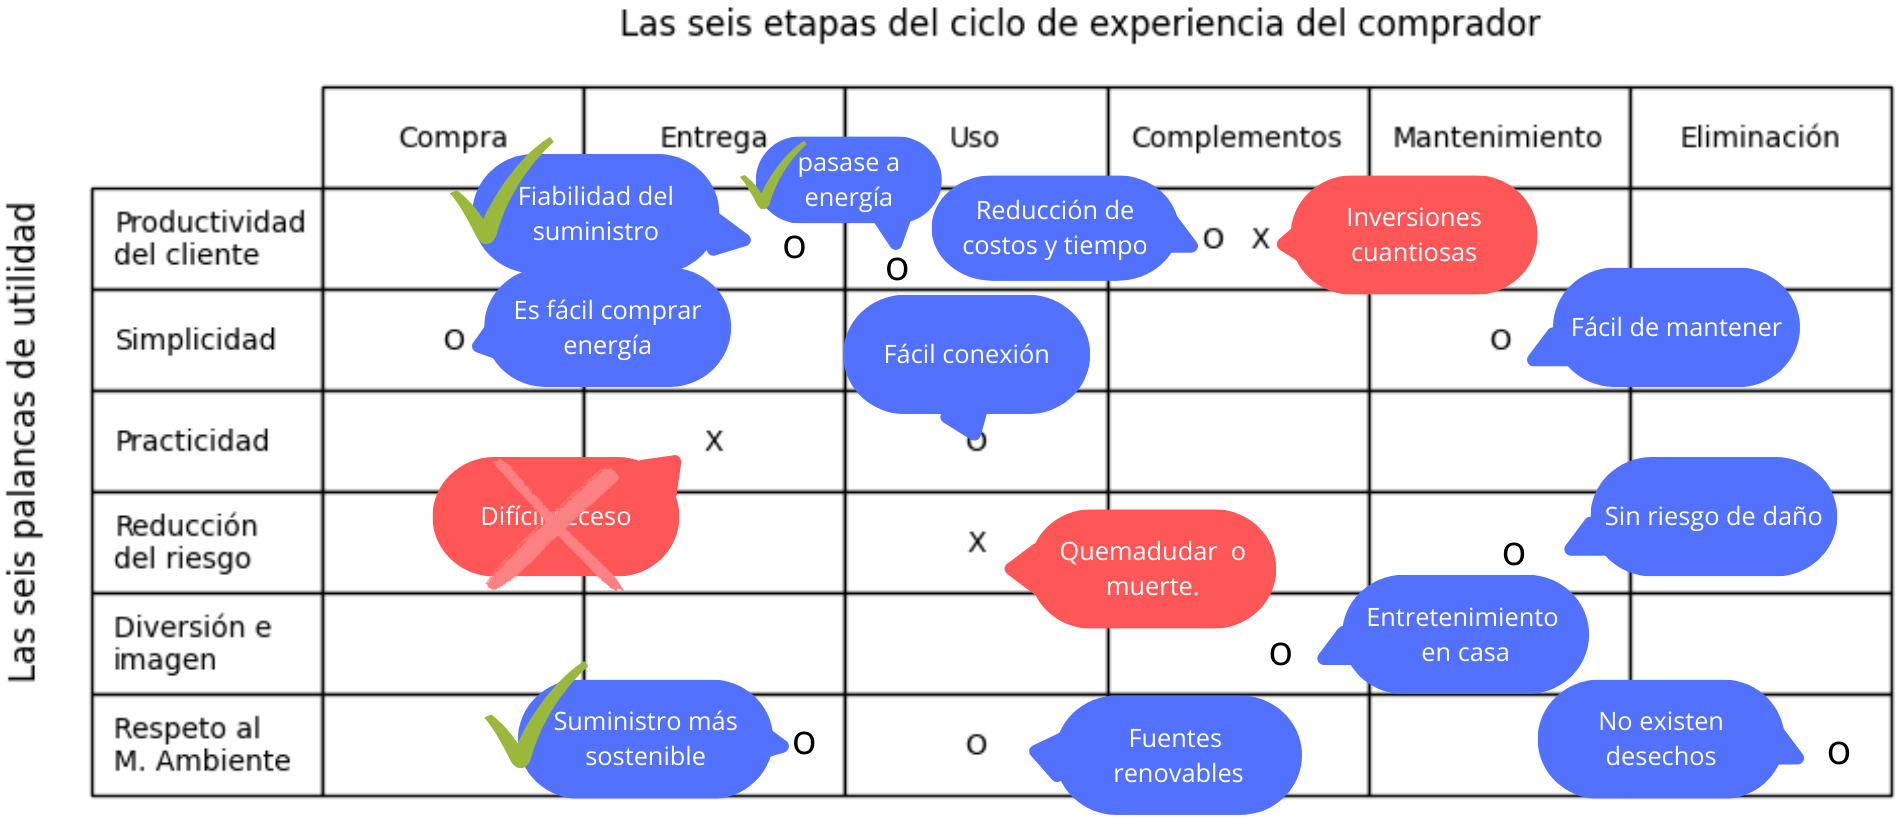 Las seis etapas del ciclo de experiencia del comprador
Las seis palancas de utilidad
Compra
Entrega
Uso
Complementos
Mantenimiento
Eliminación
Productividad
del cliente
Fiabilidad del
suministro
O
pasase a
energía
O
Reducción de
costos y tiempo
O
X
Inversiones
cuantiosas
Simplicidad
O
Es fácil comprar
energía
Fácil conexión
O
Fácil de mantener
Practicidad
X
O
Difícil acceso
Reducción
del riesgo
X
Quemadudar o
muerte.
O
Sin riesgo de daño
Diversión e
imagen
O
Entretenimiento
en casa
Respeto al
M. Ambiente
Suministro más
sostenible
O
O
Fuentes
renovables
No existen
desechos
O